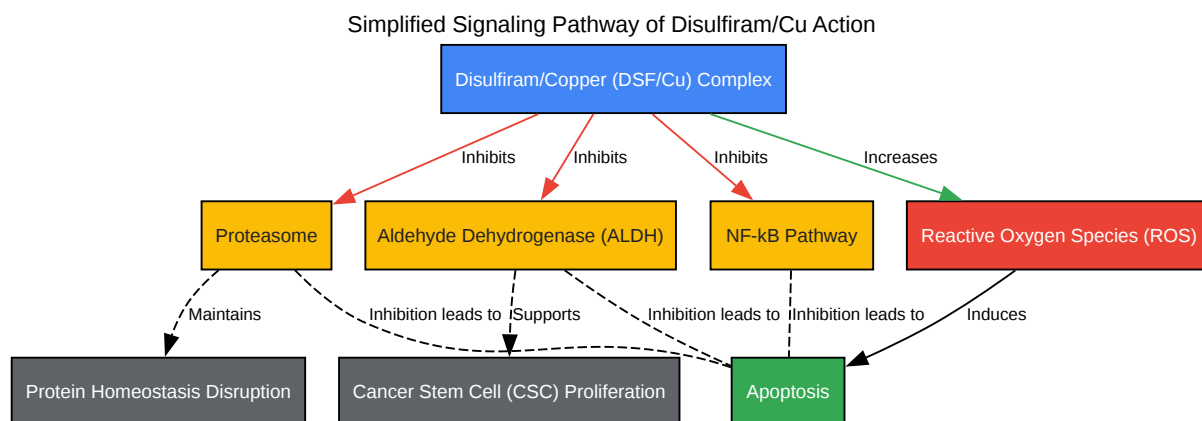 Simplified Signaling Pathway of Disulfiram/Cu Action
Disulfiram/Copper (DSF/Cu) Complex
Inhibits
Inhibits
Inhibits
Increases
Proteasome
Aldehyde Dehydrogenase (ALDH)
NF-kB Pathway
Reactive Oxygen Species (ROS)
Maintains
Inhibition leads to
Supports
Inhibition leads to
Inhibition leads to
Induces
Protein Homeostasis Disruption
Cancer Stem Cell (CSC) Proliferation
Apoptosis